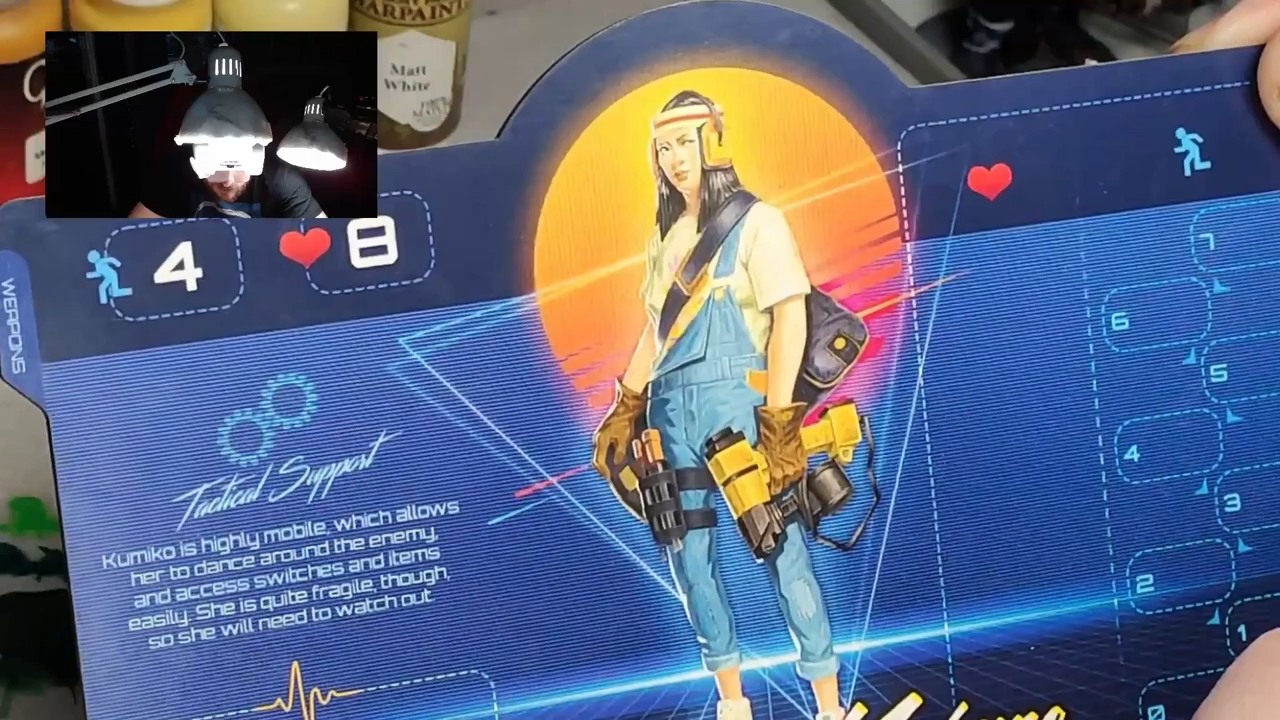 WARPAINT
Matt
White
4
8
WEAPONS
Tactical Support
Kumiko is highly mobile, which allows
her to dance around the enemy,
and access switches and items
easily. She is quite fragile, though,
so she will need to watch out
7
6
5
4
3
2
1
0